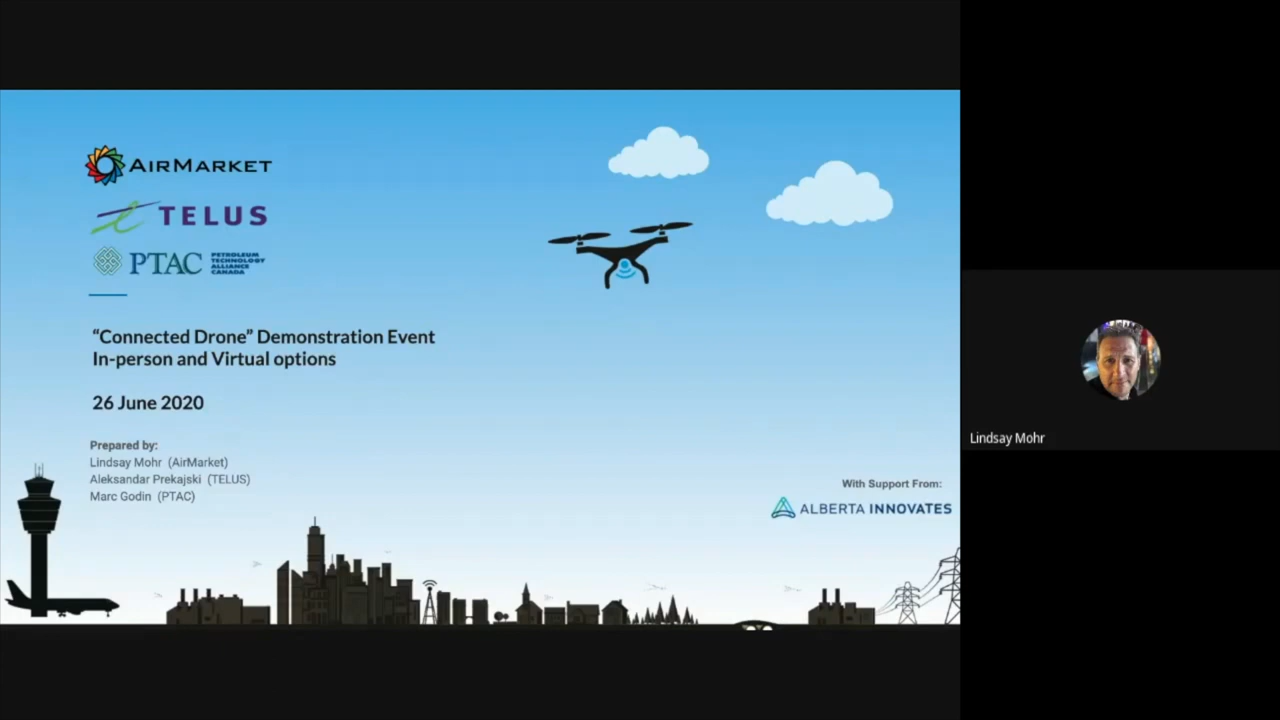 AIRMARKET
TELUS
PTAC
PETROLEUM
TECHNOLOGY
ALLIANCE
CANADA
“Connected Drone” Demonstration Event
In-person and Virtual options
26 June 2020
Prepared by:
Lindsay Mohr (AirMarket)
Aleksandar Prekajski (TELUS)
Marc Godin (PTAC)
With Support From:
ALBERTA INNOVATES
Lindsay Mohr